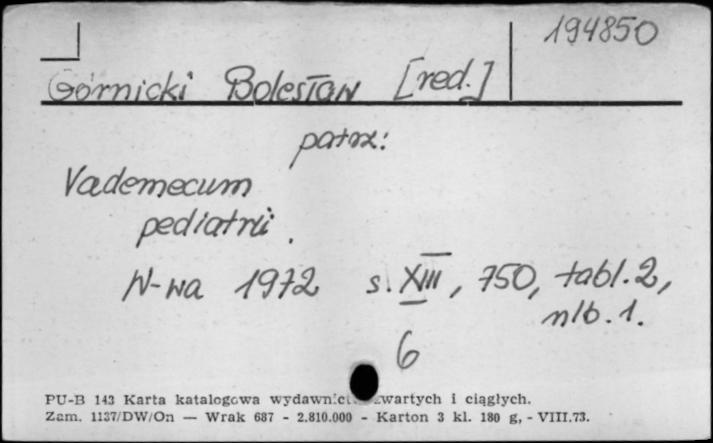 194850
Górnicki Bolesław [red.]
patrz:
Vademecum
pediatrii.
W-wa 1972 s. XIII, 750, tabl. 2,
nlb. 1.
6
PU-B 143 Karta katalogowa wydawnict zwartych i ciągłych.
Zam. 1137/DW/On — Wrak 687 - 2.810.000 - Karton 3 kl. 180 g, - VIII.73.